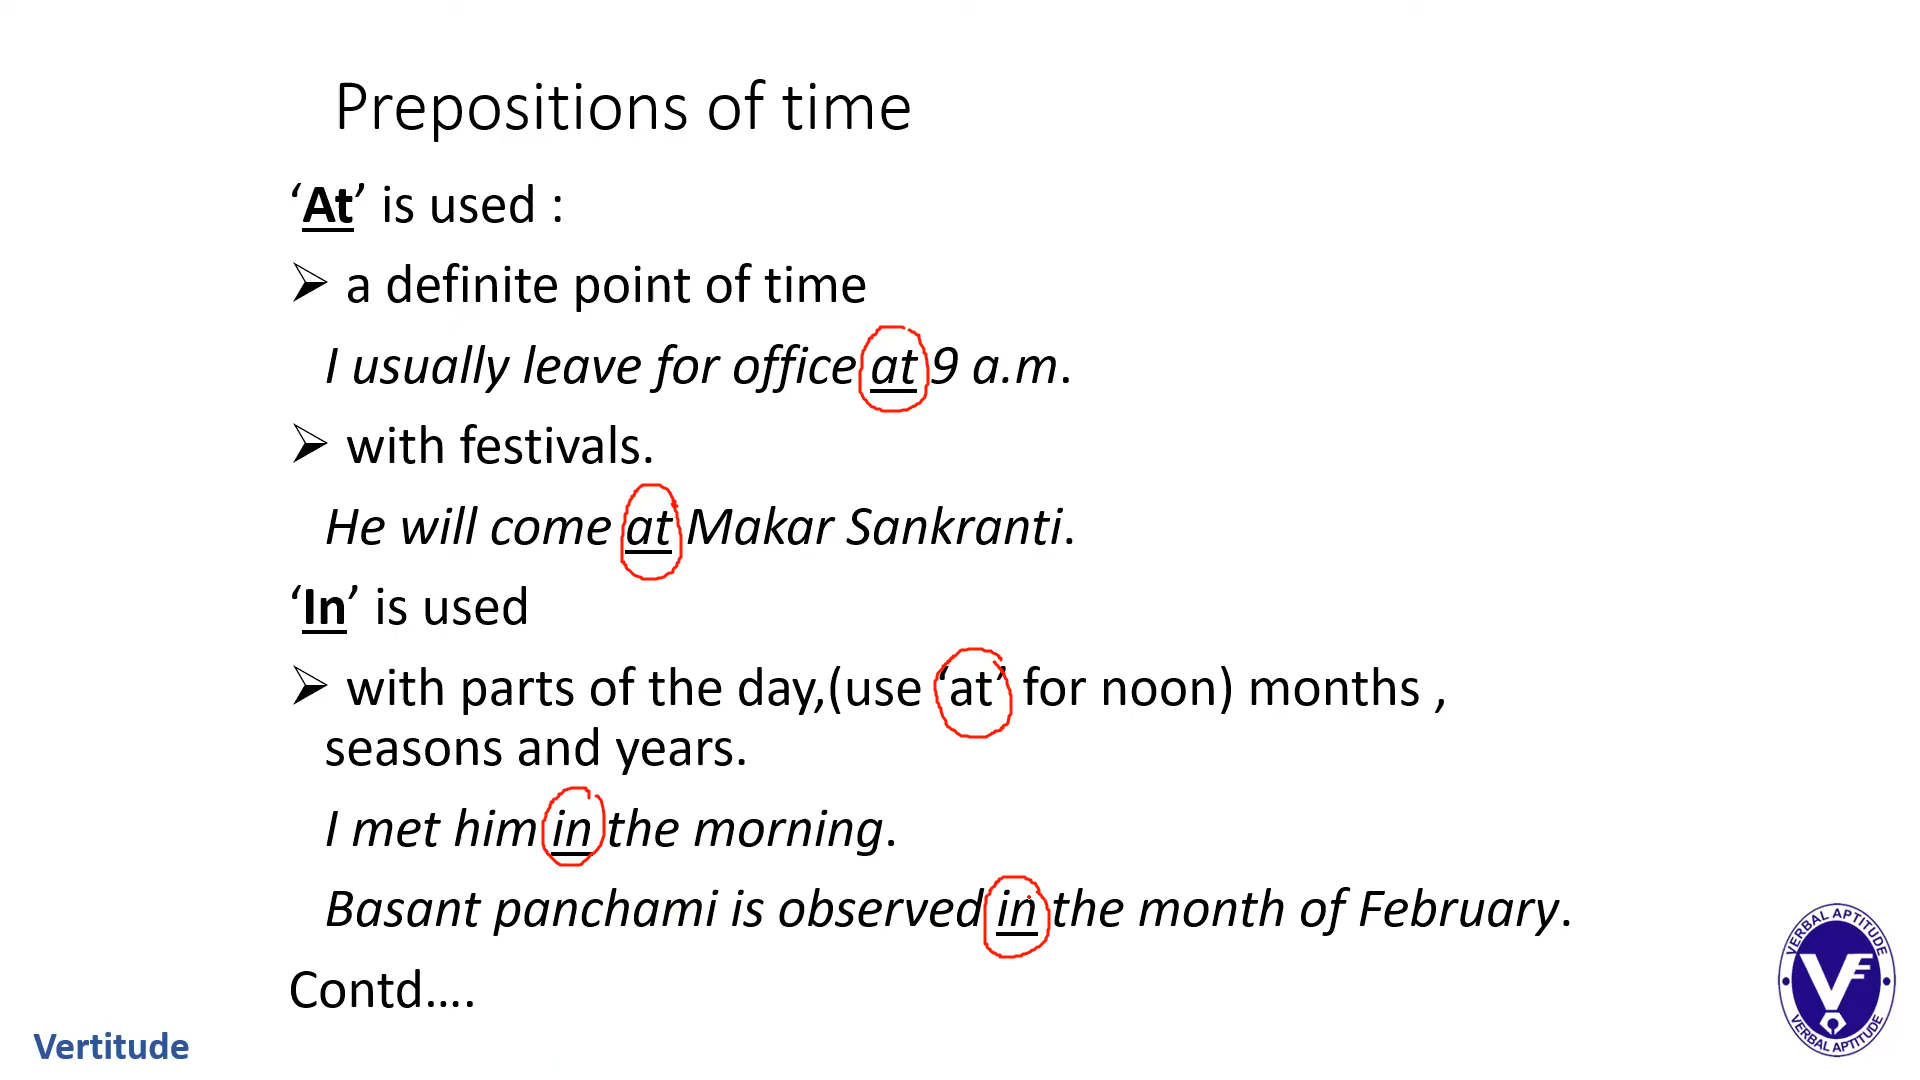 Prepositions of time
‘At’ is used :
➢ a definite point of time
I usually leave for office at 9 a.m.
➢ with festivals.
He will come at Makar Sankranti.
‘In’ is used
➢ with parts of the day,(use ‘at’ for noon) months ,
seasons and years.
I met him in the morning.
Basant panchami is observed in the month of February.
Contd....
Vertitude
VERBAL APTITUDE
VERBAL APTITUDE